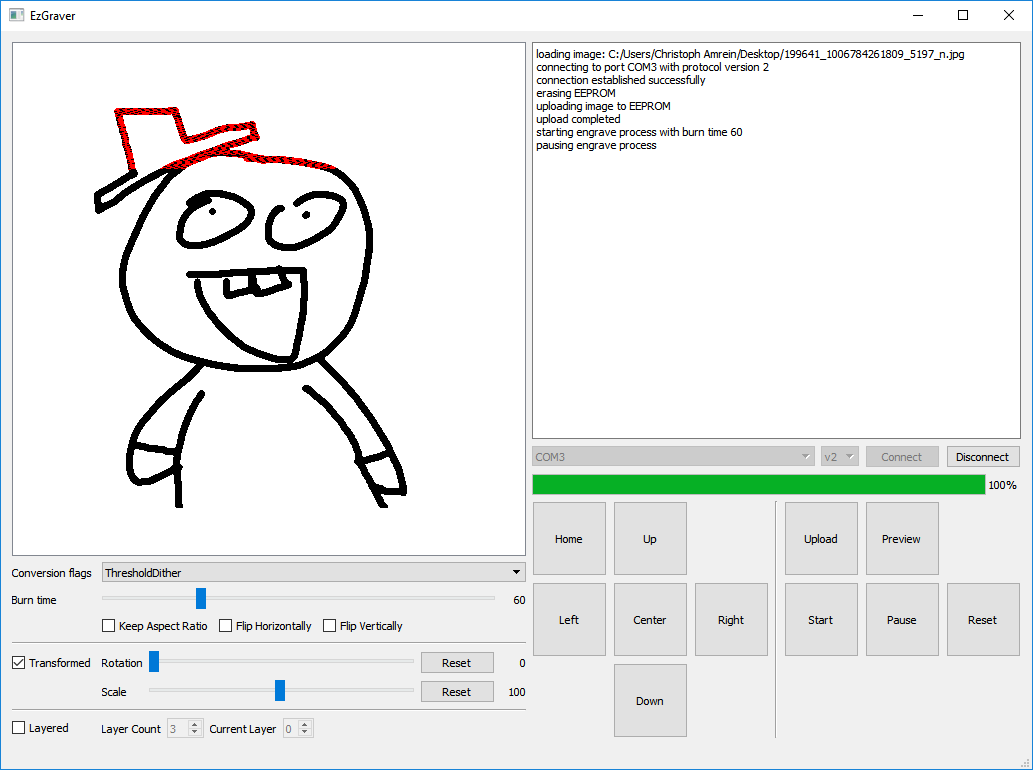 EzGraver
loading image: C:/Users/Christoph Amrein/Desktop/199641_1006784261809_5197_n.jpg
connecting to port COM3 with protocol version 2
connection established successfully
erasing EEPROM
uploading image to EEPROM
upload completed
starting engrave process with burn time 60
pausing engrave process
COM3 v2 Connect Disconnect
100%
Home Up Upload Preview
Left Center Right Start Pause Reset
Down
Conversion flags ThresholdDither
Burn time 60
Keep Aspect Ratio Flip Horizontally Flip Vertically
Transformed Rotation Reset 0
Scale Reset 100
Layered Layer Count 3 Current Layer 0